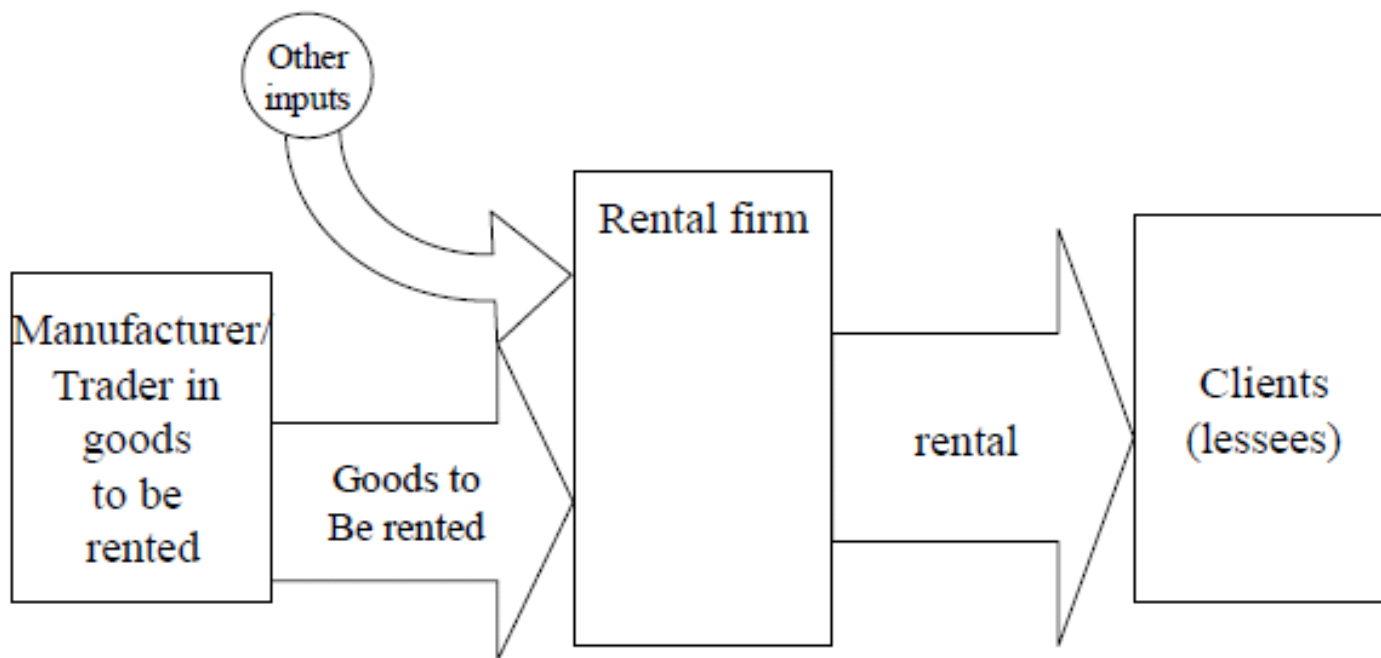 Other
inputs
Rental firm
Manufacturer/
Trader in
goods
to be
rented
Goods to
Be rented
rental
Clients
(lessees)